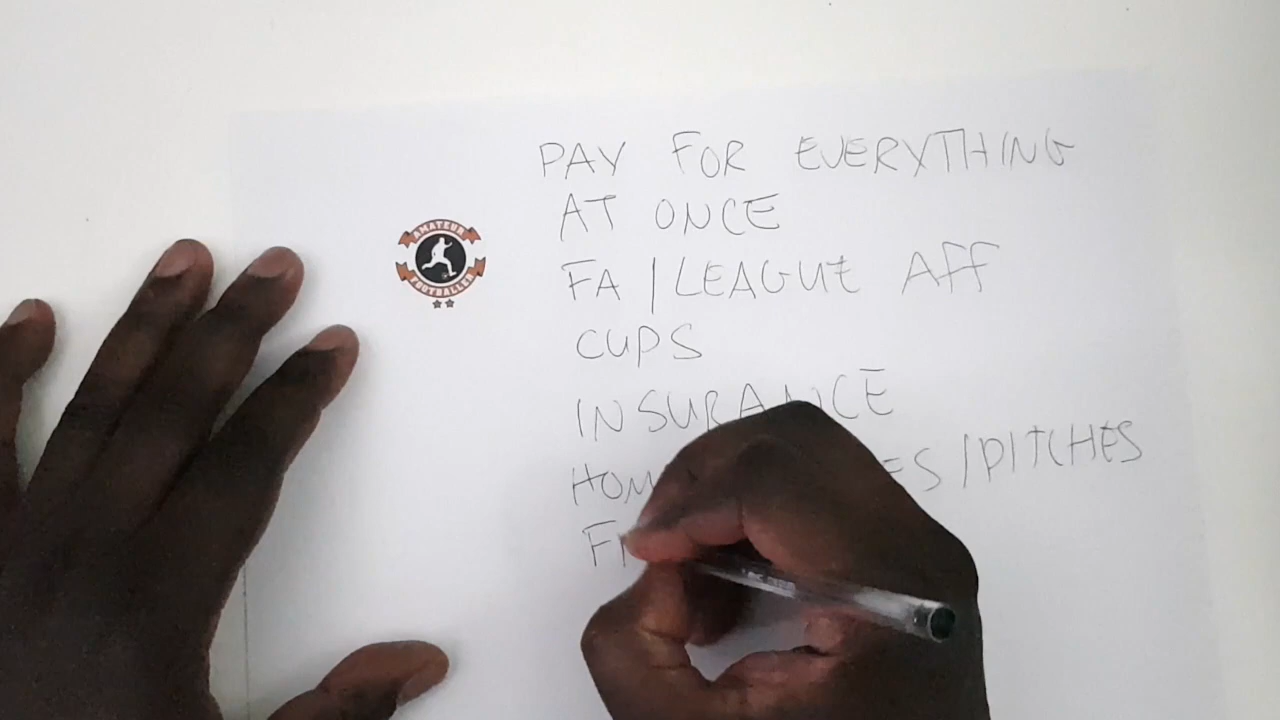 PAY FOR EVERYTHING
AT ONCE
FA / LEAGUE AFF
CUPS
INSURANCE
/PITCHES
AMATEUR
FOOTBALLER